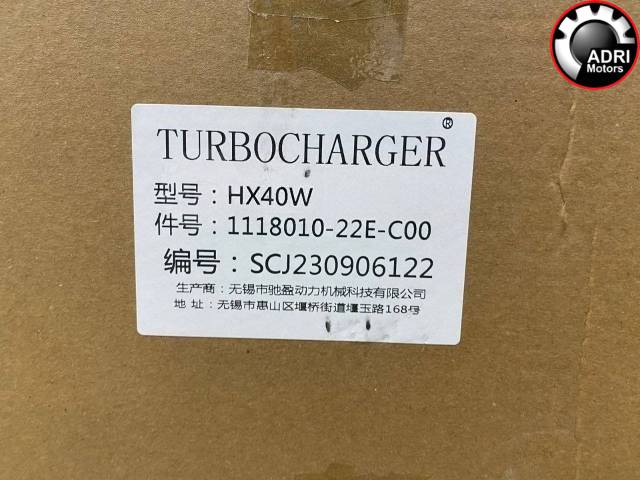 ADRI
Motors
TURBOCHARGER®
型号：HX40W
件号：1118010-22E-C00
编号：SCJ230906122
生产商：无锡市驰盈动力机械科技有限公司
地 址：无锡市惠山区堰桥街道堰玉路168号